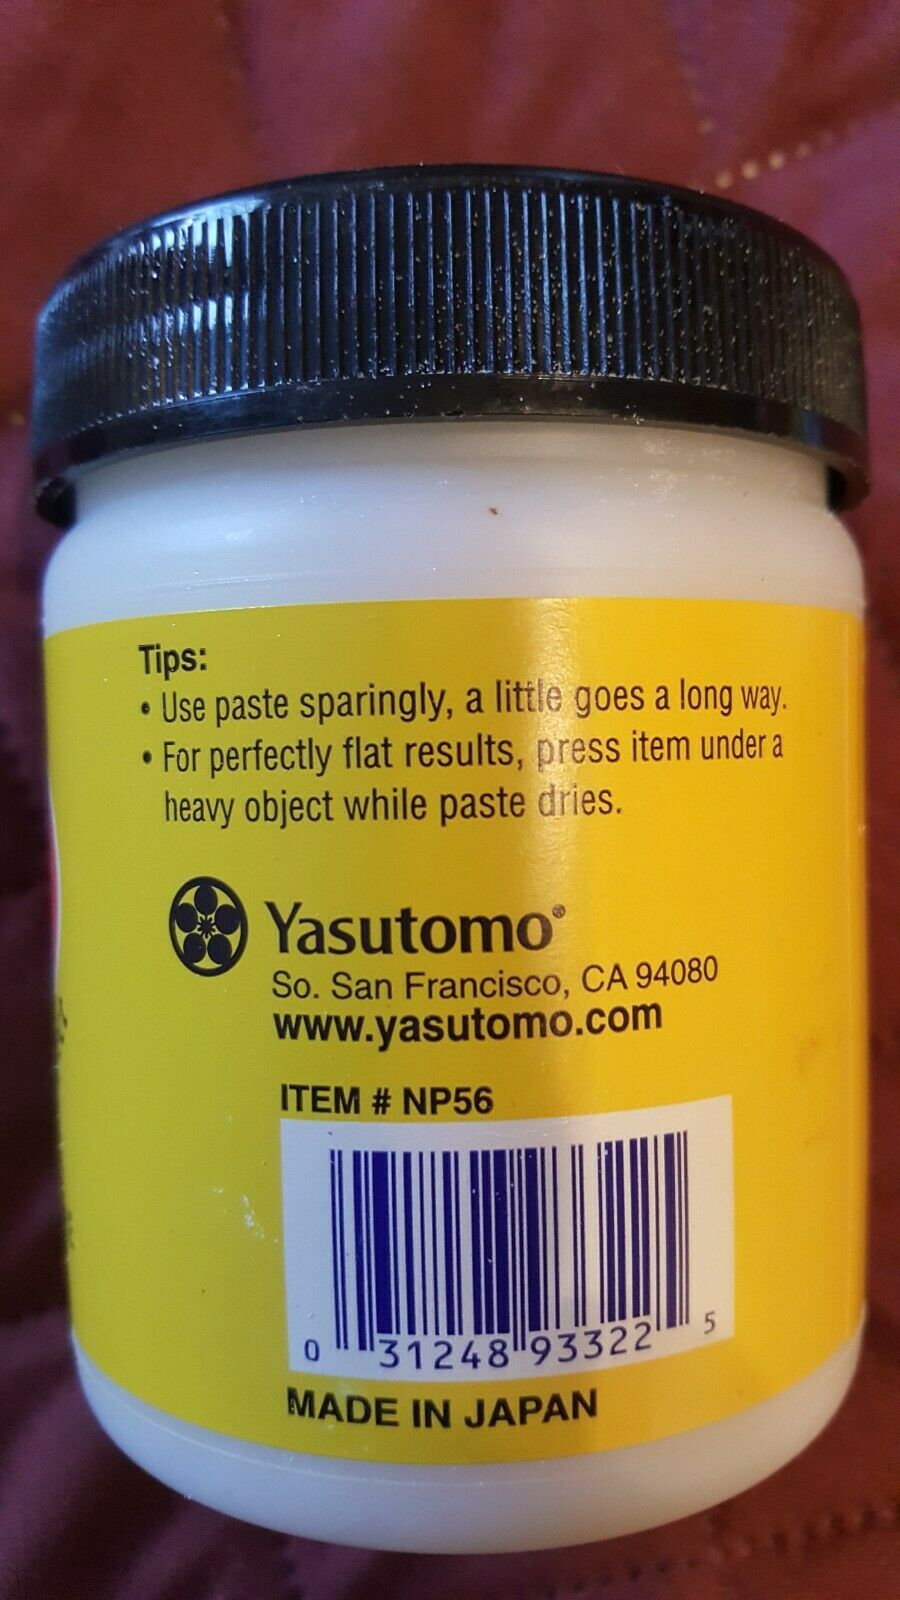 Tips:
• Use paste sparingly, a little goes a long way.
• For perfectly flat results, press item under a
heavy object while paste dries.
Yasutomo®
So. San Francisco, CA 94080
www.yasutomo.com
ITEM # NP56
0 31248 93322 5
MADE IN JAPAN